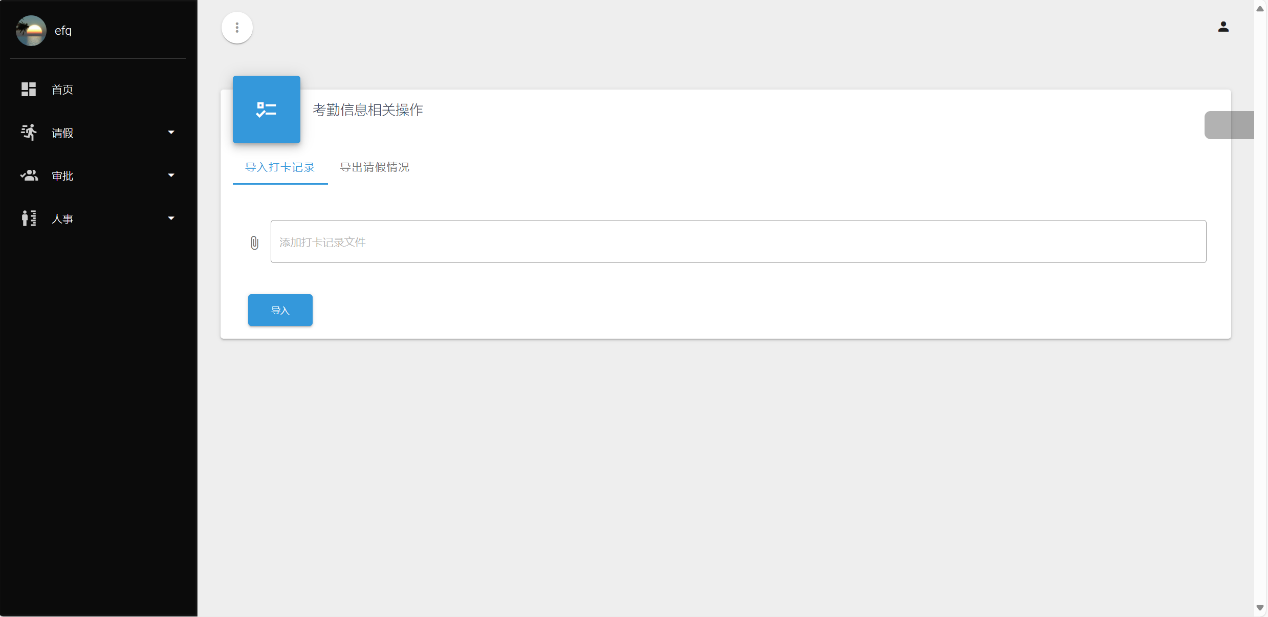 efq
首页
请假
审批
人事
考勤信息相关操作
导入打卡记录
导出请假情况
添加打卡记录文件
导入